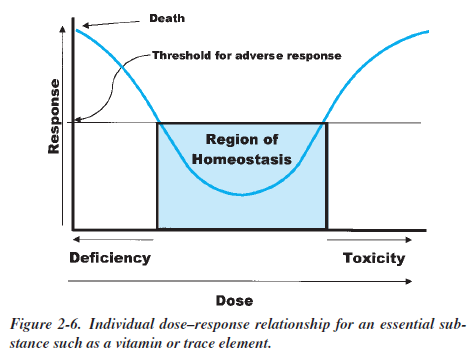 Death
Threshold for adverse response
Response
Region of
Homeostasis
Deficiency
Toxicity
Dose
Figure 2-6. Individual dose–response relationship for an essential sub-
stance such as a vitamin or trace element.